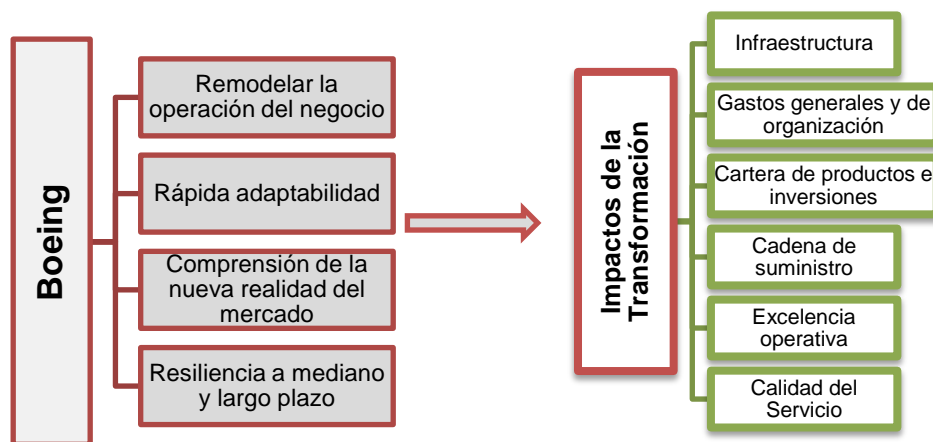 Boeing
Remodelar la
operación del negocio
Rápida adaptabilidad
Comprensión de la
nueva realidad del
mercado
Resiliencia a mediano
y largo plazo
Impactos de la
Transformación
Infraestructura
Gastos generales y de
organización
Cartera de productos e
inversiones
Cadena de
suministro
Excelencia
operativa
Calidad del
Servicio